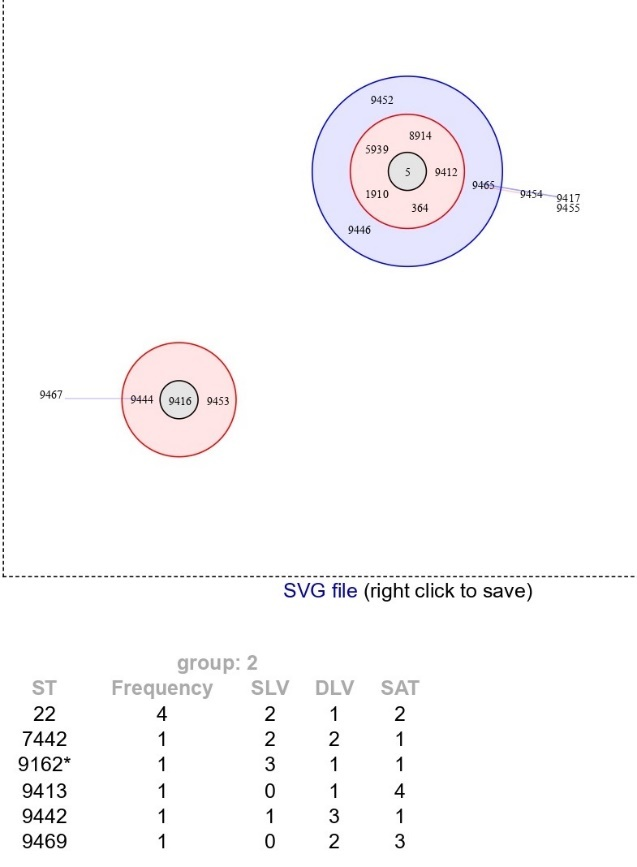 9452
8914
5939
5
9412
9465
1910
9454
9417
364
9455
9446
9467
9444
9416
9453
SVG file (right click to save)
group: 2
ST Frequency SLV DLV SAT
22 4 2 1 2
7442 1 2 2 1
9162* 1 3 1 1
9413 1 0 1 4
9442 1 1 3 1
9469 1 0 2 3